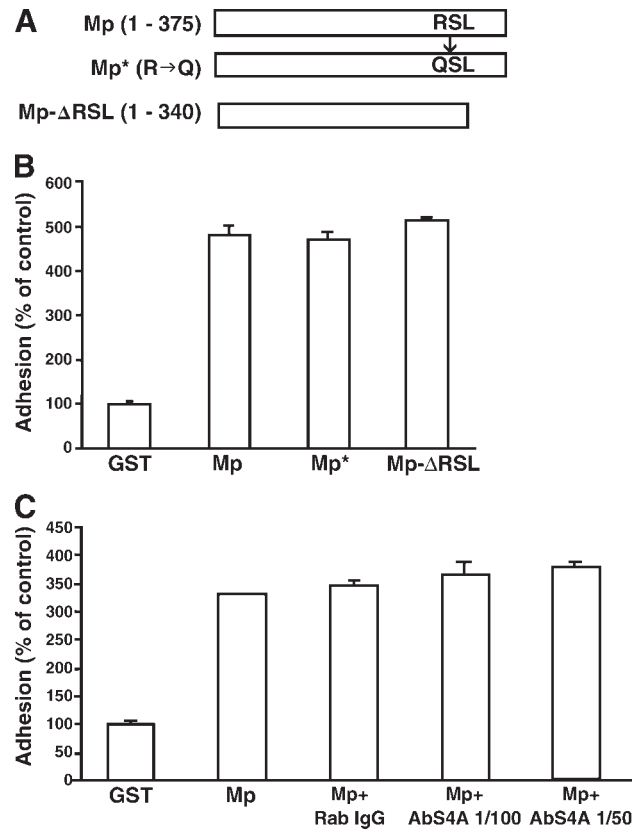 A
Mp (1 - 375)
RSL
Mp* (R→Q)
QSL
Mp-ΔRSL (1 - 340)
B
Adhesion (% of control)
600
500
400
300
200
100
0
GST Mp Mp* Mp-ΔRSL
C
Adhesion (% of control)
450
400
350
300
250
200
150
100
50
0
GST Mp Mp+ Mp+ Mp+
Rab IgG AbS4A 1/100 AbS4A 1/50